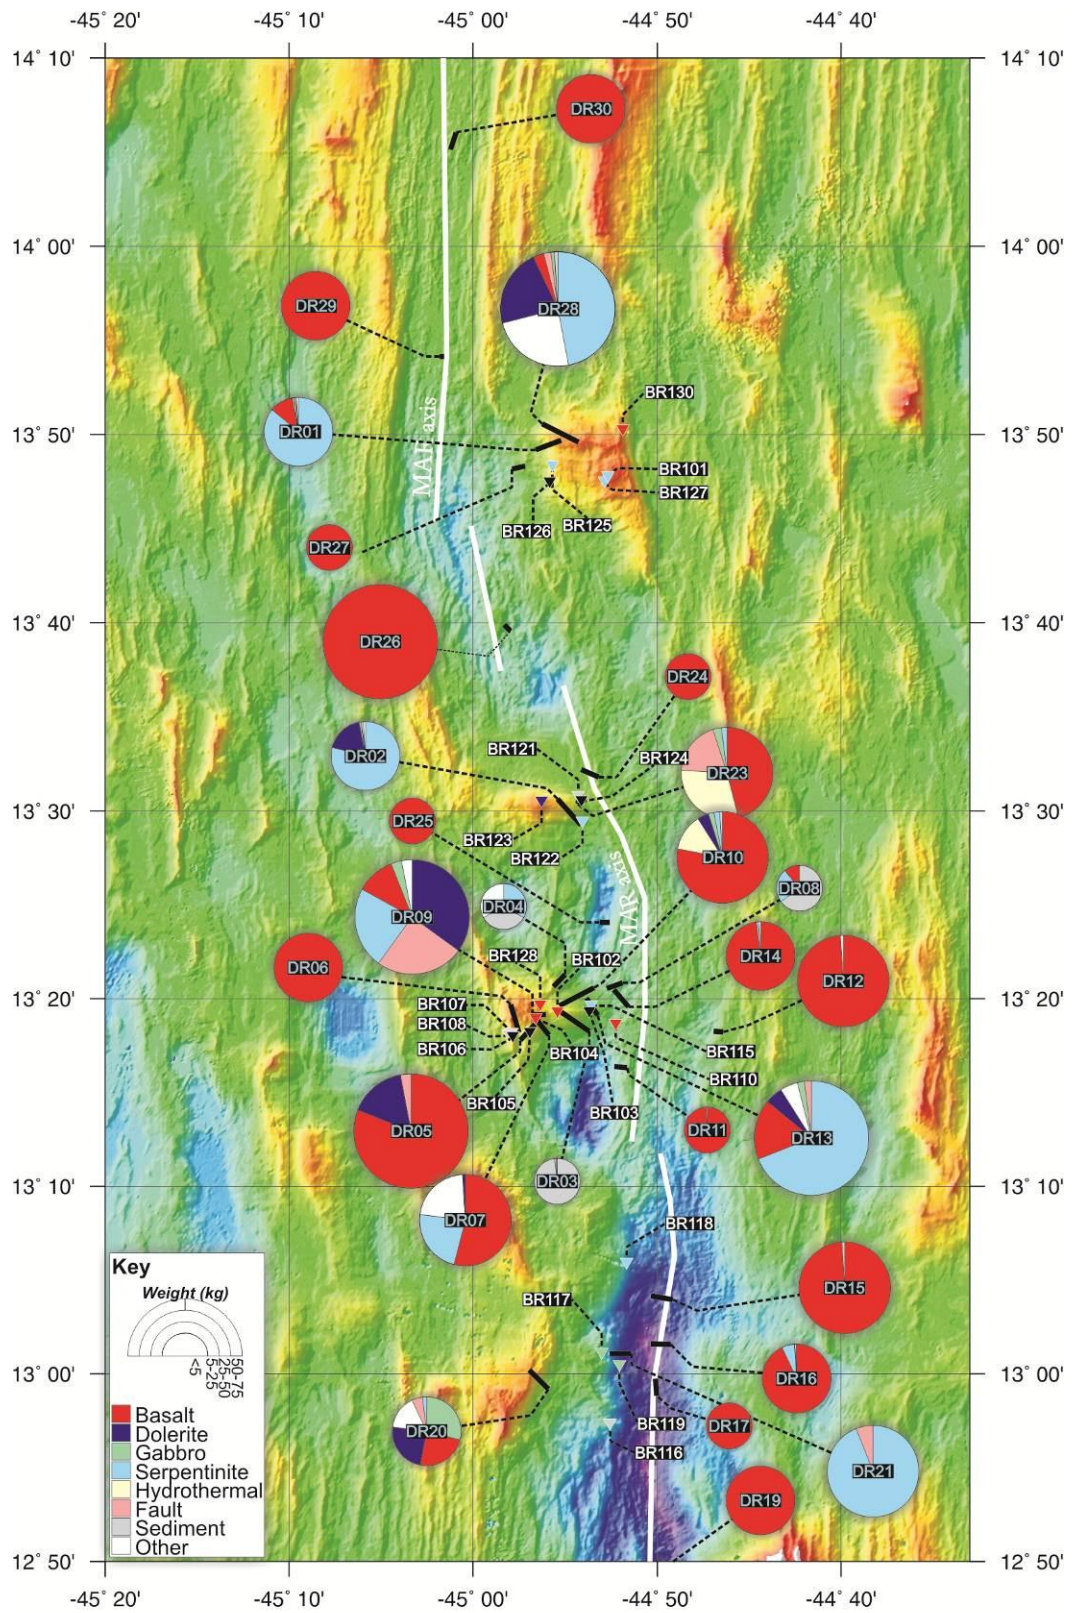 -45° 20'
-45° 10'
-45° 00'
-44° 50'
-44° 40'
14° 10'
14° 10'
DR30
14° 00'
14° 00'
DR29
DR28
MAR axis
BR130
DR01
13° 50'
13° 50'
BR101
BR127
BR126
BR125
DR27
DR26
13° 40'
13° 40'
DR24
BR121
BR124
DR02
DR23
13° 30'
13° 30'
DR25
BR123
BR122
DR10
MAR axis
DR08
DR04
DR09
BR128
BR102
DR14
DR06
DR12
13° 20'
13° 20'
BR107
BR108
BR106
BR104
BR115
BR110
BR105
BR103
DR05
DR11
DR13
DR03
13° 10'
13° 10'
DR07
BR118
BR117
DR15
13° 00'
13° 00'
DR16
BR119
DR17
DR20
BR116
DR21
DR19
Key
Weight (kg)
<5
5-25
25-50
50-75
Basalt
Dolerite
Gabbro
Serpentinite
Hydrothermal
Fault
Sediment
Other
12° 50'
12° 50'
-45° 20'
-45° 10'
-45° 00'
-44° 50'
-44° 40'